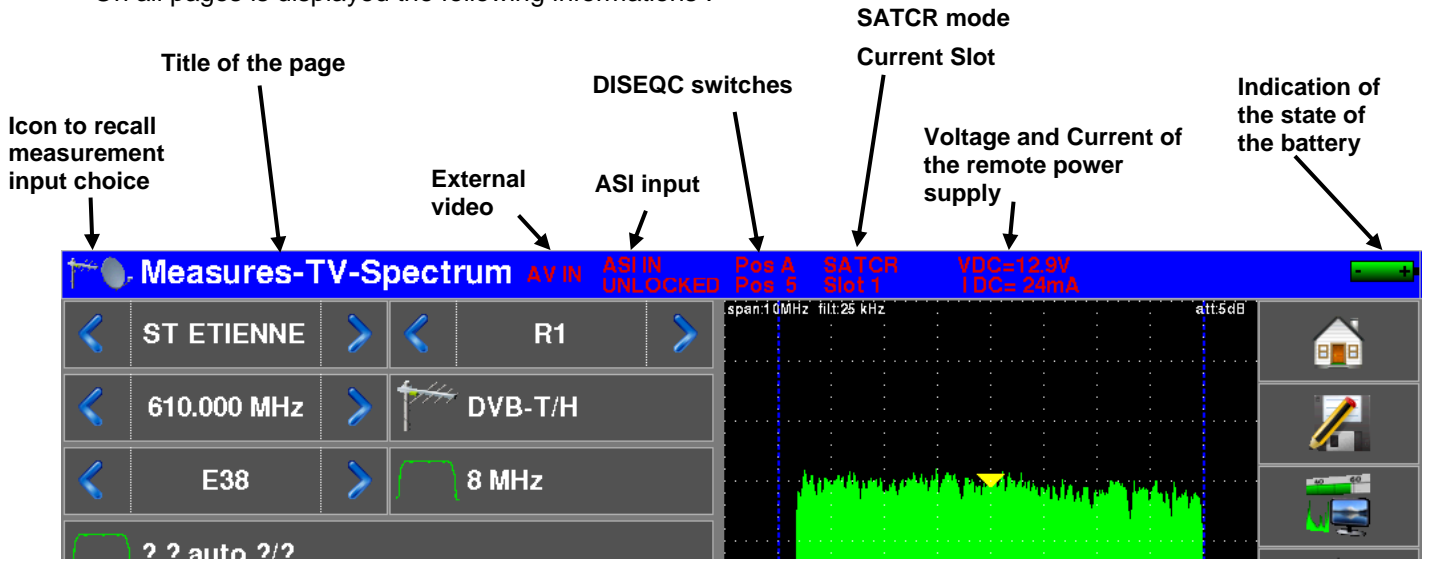 On all pages is displayed the following informations :
SATCR mode
Current Slot
Title of the page
DISEQC switches
Indication of
the state of
the battery
Icon to recall
measurement
input choice
Voltage and Current of
the remote power
supply
External
video
ASI input
Measures-TV-Spectrum AV IN
ASI IN
UNLOCKED
Pos A
Pos 5
SATCR
Slot 1
VDC=12.9V
I DC= 24mA
- +
ST ETIENNE
R1
span:10MHz filt:25 kHz
att:5dB
610.000 MHz
DVB-T/H
E38
8 MHz
? ? auto ?/?